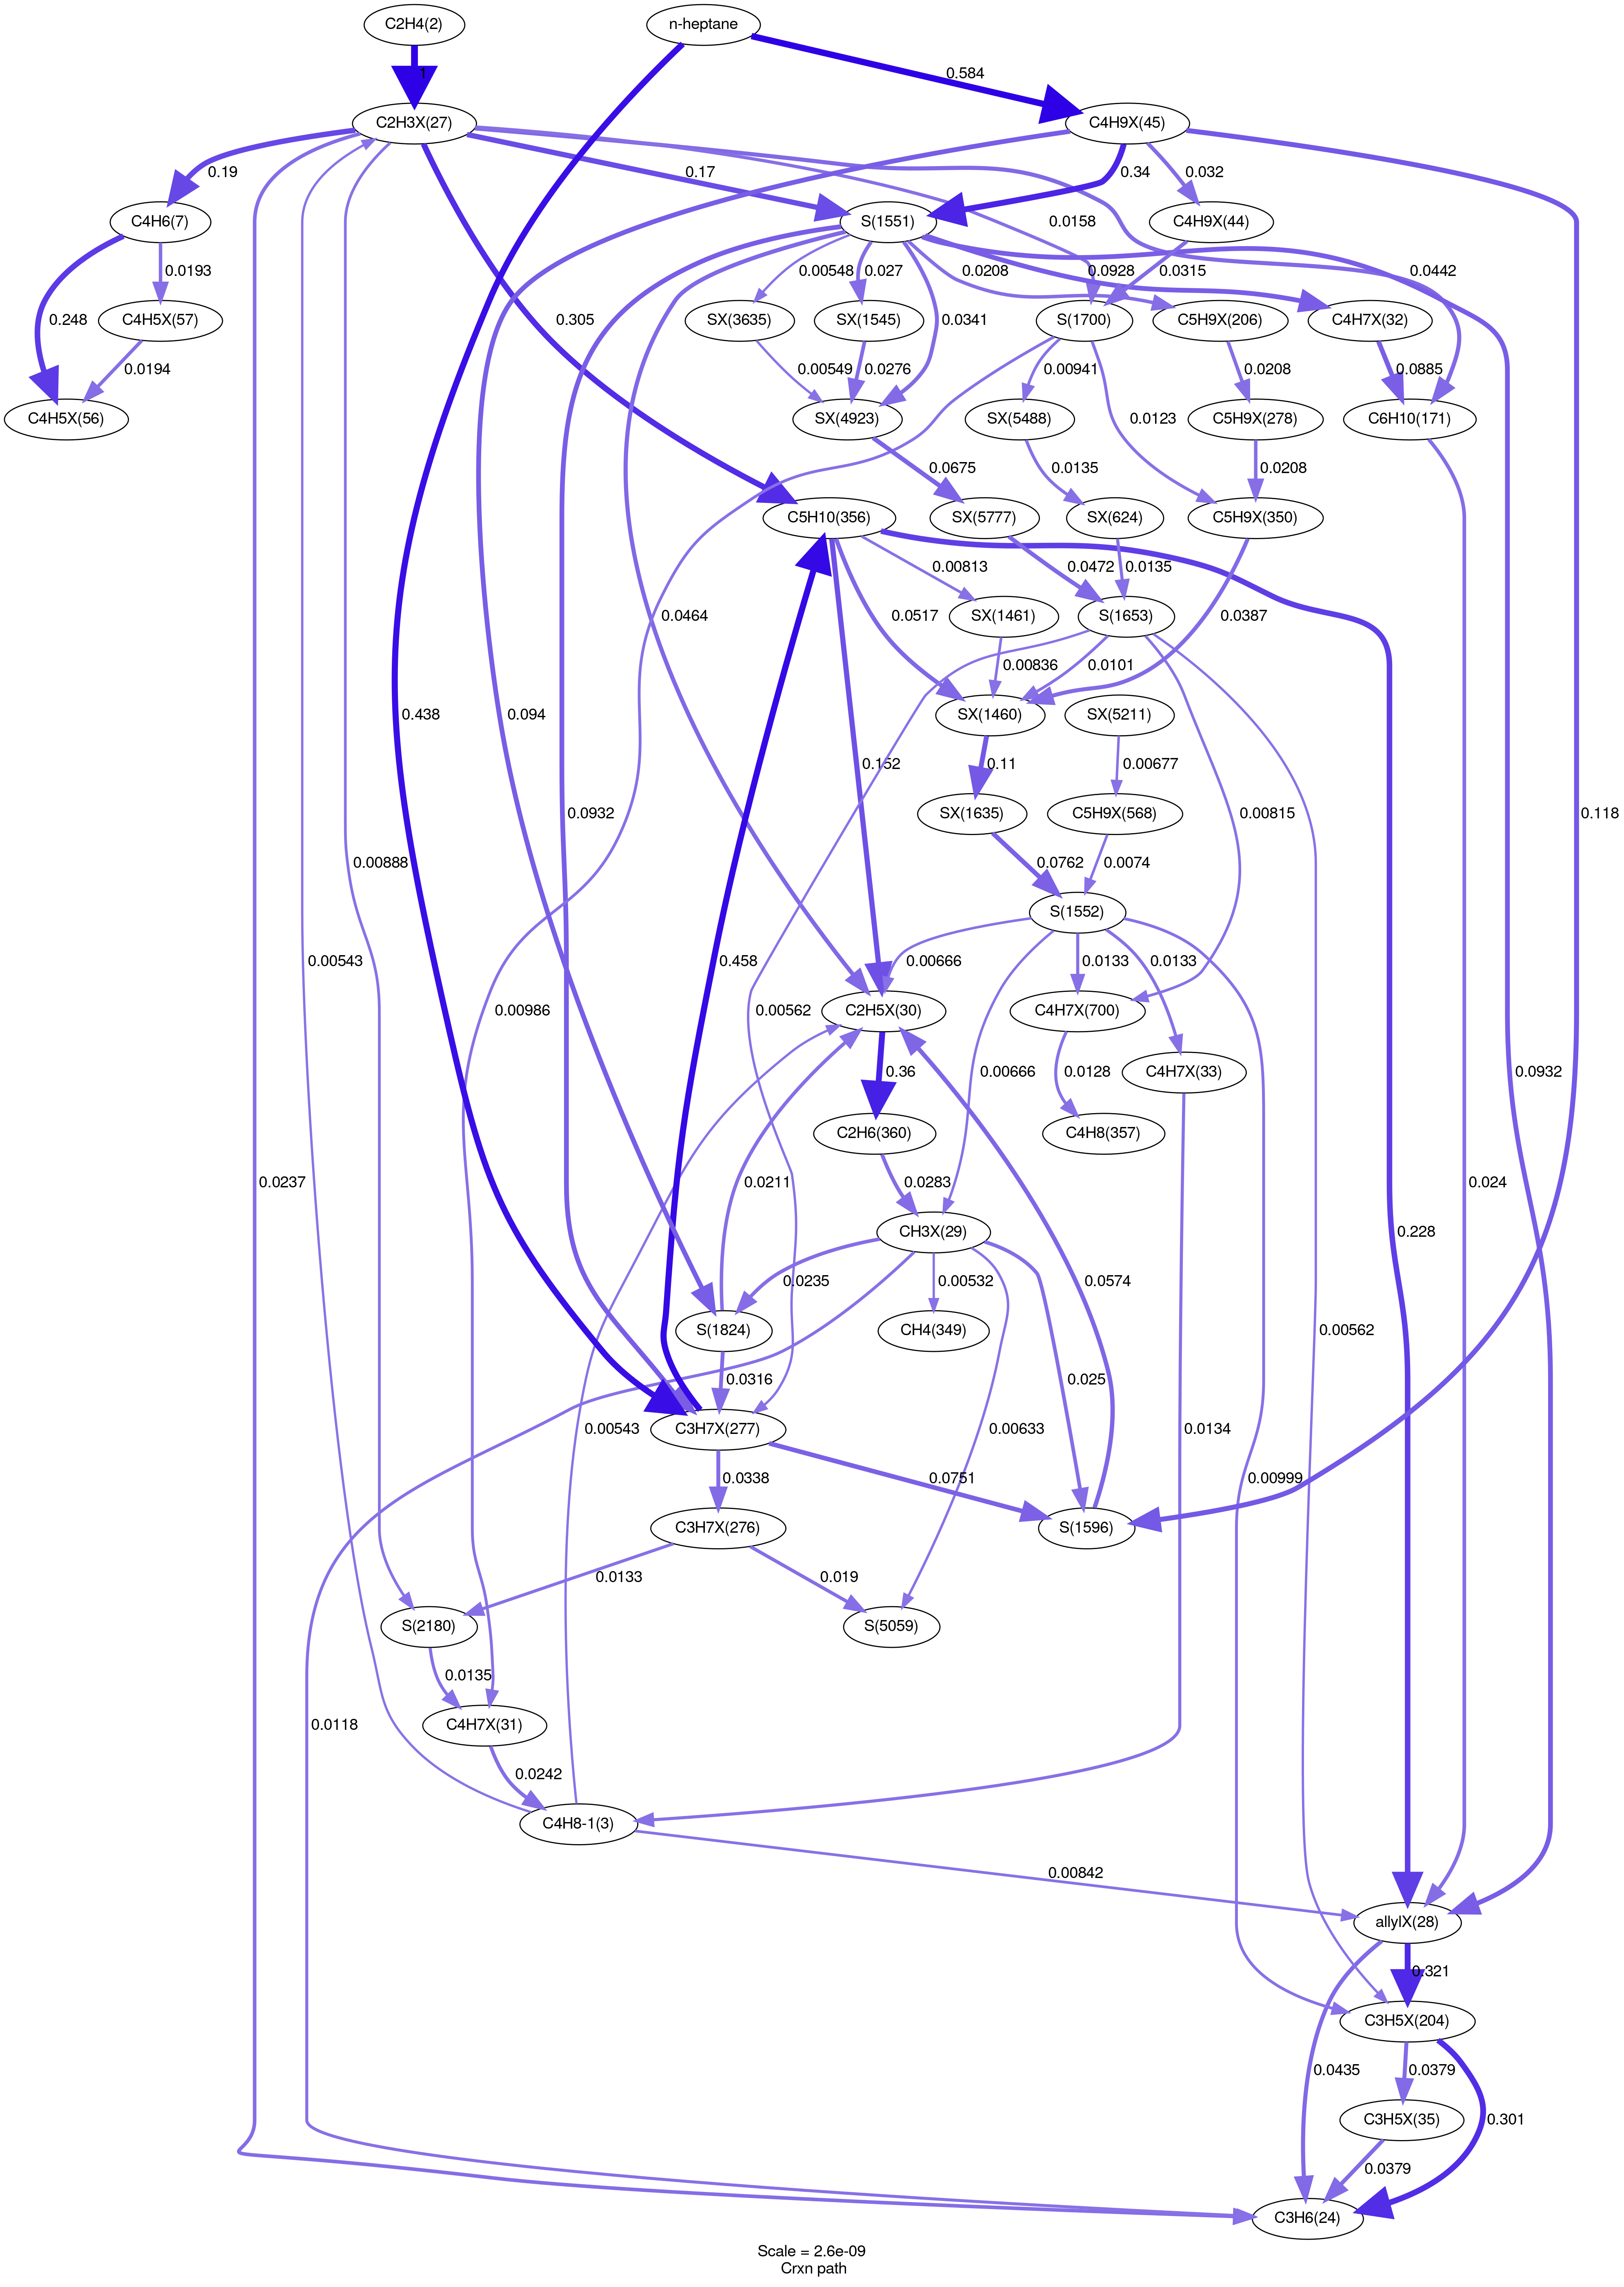 C2H4(2)
n-heptane
1
0.584
C2H3X(27)
C4H9X(45)
0.19
0.17
0.34
0.032
C4H6(7)
S(1551)
C4H9X(44)
0.0158
0.0193
0.00548
0.027
0.0208
0.0928
0.0315
0.0442
C4H5X(57)
SX(3635)
SX(1545)
S(1700)
C5H9X(206)
C4H7X(32)
0.248
0.0341
0.0194
0.305
0.00549
0.0276
0.00941
0.0208
0.0885
C4H5X(56)
SX(4923)
SX(5488)
C5H9X(278)
C6H10(171)
0.0123
0.0675
0.0135
0.0208
C5H10(356)
SX(5777)
SX(624)
C5H9X(350)
0.00813
0.0472
0.0135
0.0464
0.0517
SX(1461)
S(1653)
0.0387
0.00836
0.0101
0.438
0.094
SX(1460)
SX(5211)
0.152
0.11
0.00677
0.0932
SX(1635)
C5H9X(568)
0.00815
0.118
0.00888
0.0762
0.0074
S(1552)
0.00543
0.458
0.00666
0.0133
0.0133
0.00986
0.00562
C2H5X(30)
C4H7X(700)
0.36
0.00666
0.0128
C4H7X(33)
0.0932
C2H6(360)
C4H8(357)
0.0237
0.0211
0.0283
0.024
CH3X(29)
0.228
0.0235
0.00532
0.0574
S(1824)
CH4(349)
0.00562
0.0316
0.025
C3H7X(277)
0.00543
0.00633
0.0134
0.0338
0.0751
0.00999
C3H7X(276)
S(1596)
0.0133
0.019
S(2180)
S(5059)
0.0135
0.0118
C4H7X(31)
0.0242
C4H8-1(3)
0.00842
allylX(28)
0.321
C3H5X(204)
0.0435
0.0379
C3H5X(35)
0.301
0.0379
C3H6(24)
Scale = 2.6e-09
Crxn path